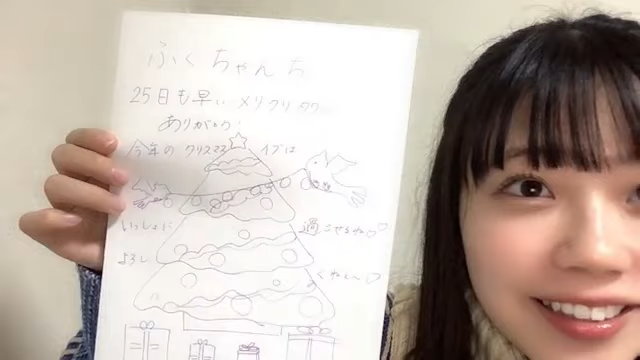 ふくちゃんち
25日も早いメリクリ
ありがとう!
今年のクリスマスイブは
いっしょに過ごせるね♡♡
よろしくねー♡